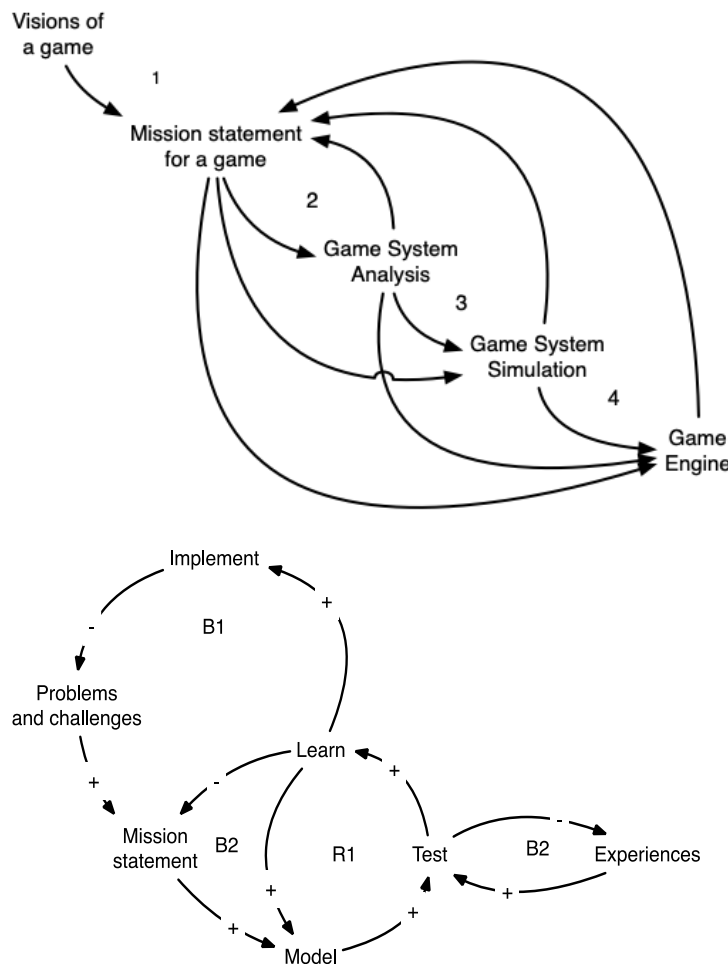 Visions of
a game
1
Mission statement
for a game
2
Game System
Analysis
3
Game System
Simulation
4
Game
Engine
Implement
+
B1
-
Problems
and challenges
Learn
+
-
+
Mission
statement
B2
R1
Test
-
B2
Experiences
+
+
+
+
Model